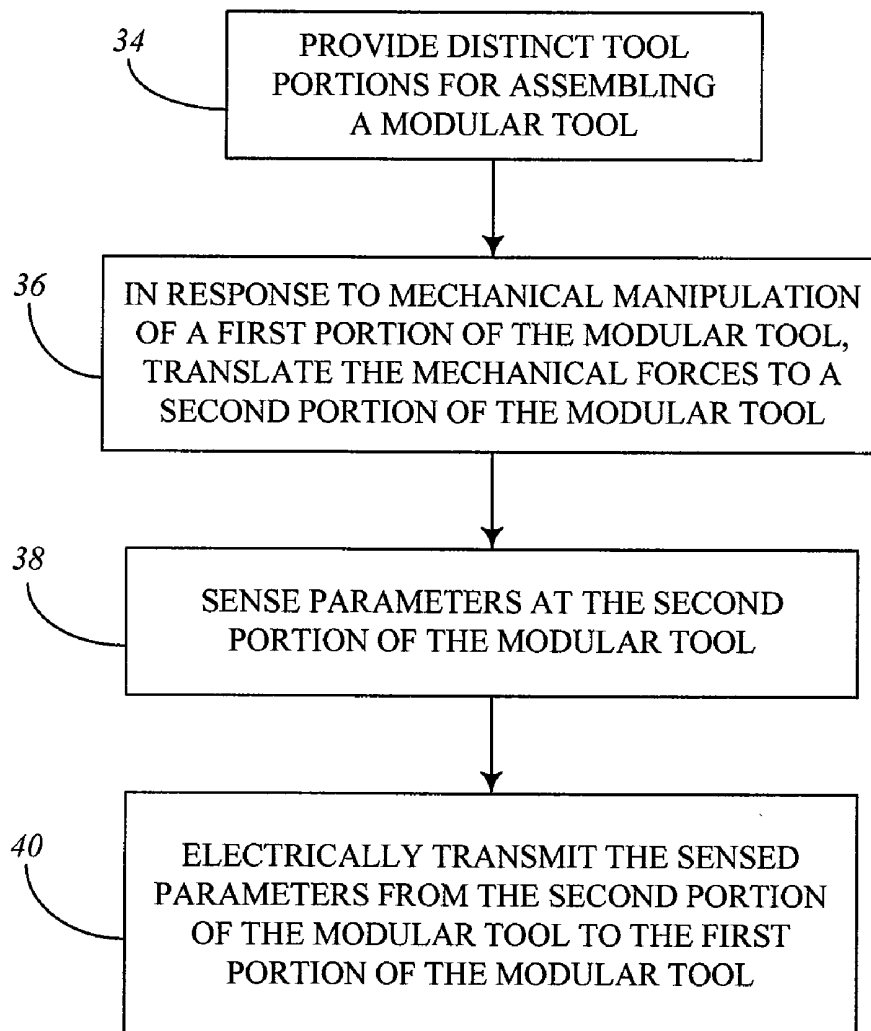 34
PROVIDE DISTINCT TOOL
PORTIONS FOR ASSEMBLING
A MODULAR TOOL
36
IN RESPONSE TO MECHANICAL MANIPULATION
OF A FIRST PORTION OF THE MODULAR TOOL,
TRANSLATE THE MECHANICAL FORCES TO A
SECOND PORTION OF THE MODULAR TOOL
38
SENSE PARAMETERS AT THE SECOND
PORTION OF THE MODULAR TOOL
40
ELECTRICALLY TRANSMIT THE SENSED
PARAMETERS FROM THE SECOND PORTION
OF THE MODULAR TOOL TO THE FIRST
PORTION OF THE MODULAR TOOL